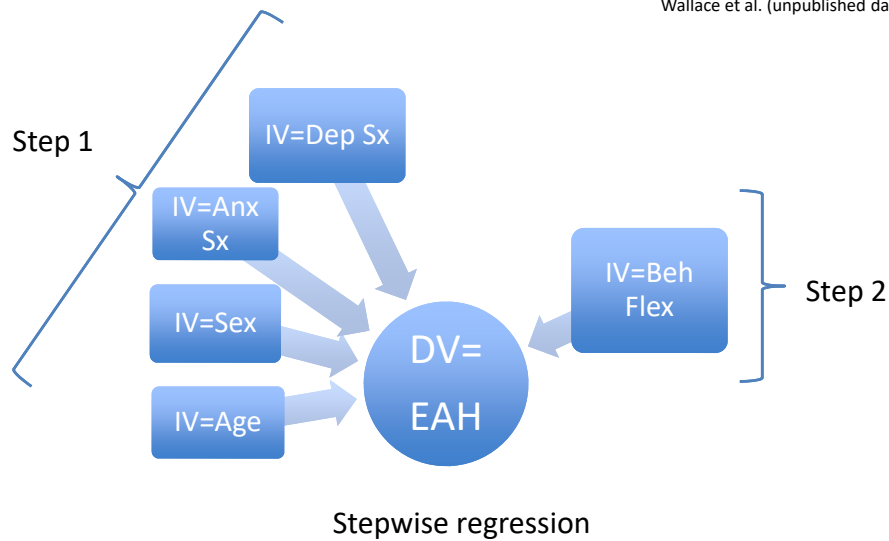 Wallace et al. (unpublished da
Step 1
IV=Dep Sx
IV=Anx
Sx
IV=Sex
IV=Age
DV=
EAH
IV=Beh
Flex
Step 2
Stepwise regression